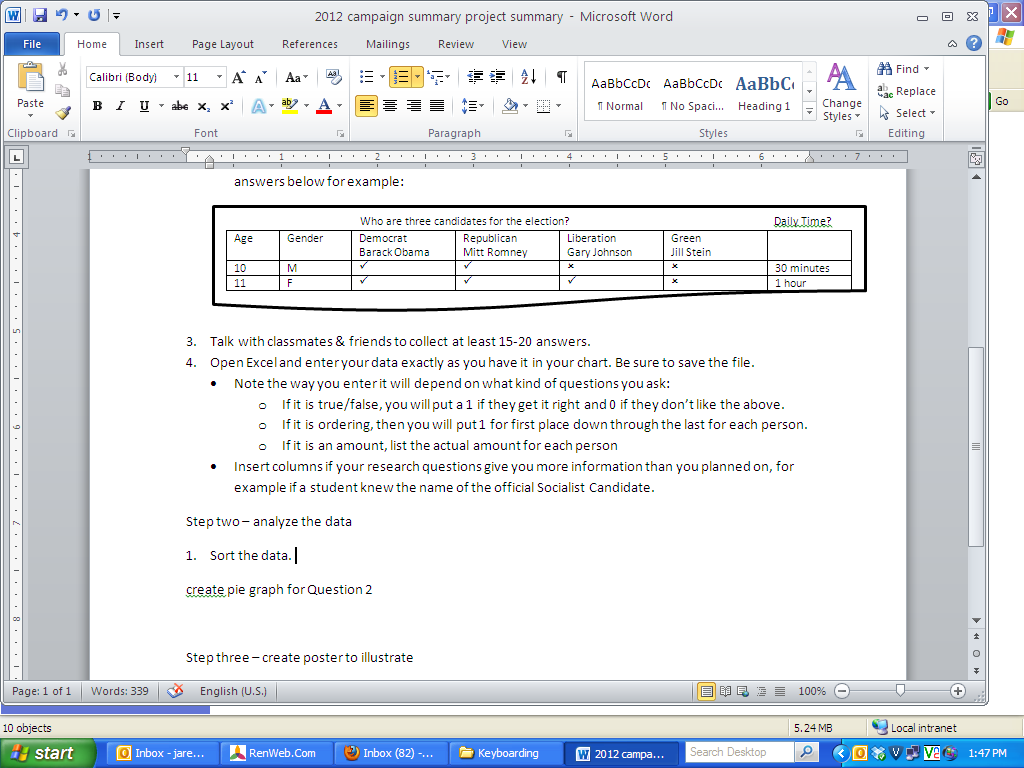 2012 campaign summary project summary - Microsoft Word
File Home Insert Page Layout References Mailings Review View
Paste
Calibri (Body) 11
Aa
B I U abc x₂ x² A ab A
AaBbCcDc AaBbCcDc AaBbC
¶ Normal ¶ No Spaci... Heading 1
Change
Styles
Find
Replace
Select
Clipboard Font Paragraph Styles Editing
Go
1 1 2 3 4 5 6 7
answers below for example:
Who are three candidates for the election? Daily Time?
Age Gender Democrat Republican Liberation Green
Barack Obama Mitt Romney Gary Johnson Jill Stein
10 M ✓ ✓ × × 30 minutes
11 F ✓ ✓ ✓ × 1 hour
3. Talk with classmates & friends to collect at least 15-20 answers.
4. Open Excel and enter your data exactly as you have it in your chart. Be sure to save the file.
• Note the way you enter it will depend on what kind of questions you ask:
o If it is true/false, you will put a 1 if they get it right and 0 if they don't like the above.
o If it is ordering, then you will put 1 for first place down through the last for each person.
o If it is an amount, list the actual amount for each person
• Insert columns if your research questions give you more information than you planned on, for
example if a student knew the name of the official Socialist Candidate.
Step two – analyze the data
1. Sort the data.
create pie graph for Question 2
Step three – create poster to illustrate
Page: 1 of 1 Words: 339 English (U.S.) 100%
10 objects 5.24 MB Local intranet
start Inbox - jare... RenWeb.Com Inbox (82) -... Keyboarding 2012 campa... Search Desktop 1:47 PM